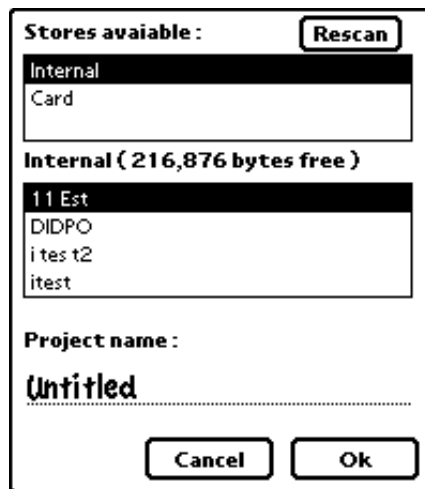 Stores avaiable : Rescan
Internal
Card
Internal ( 216,876 bytes free )
11 Est
DIDPO
i tes t2
itest
Project name :
Untitled
Cancel Ok